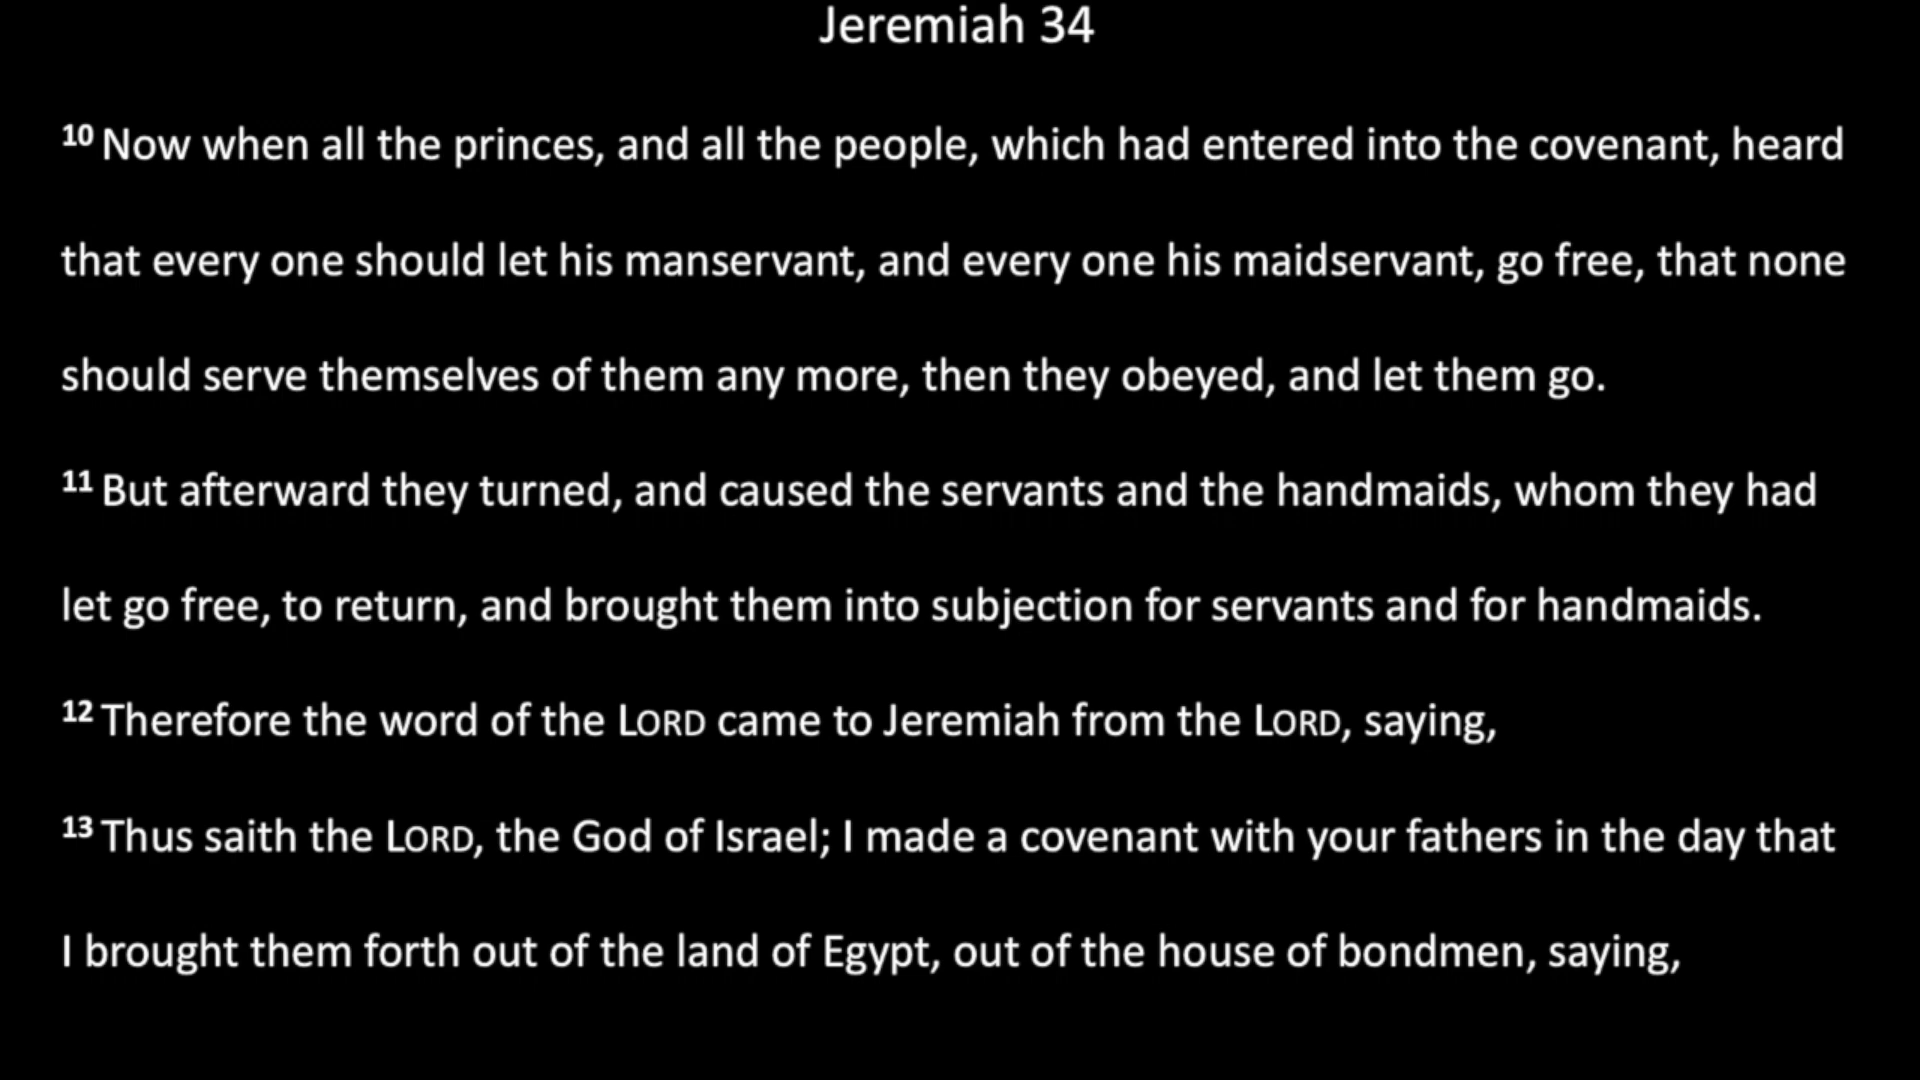 Jeremiah 34
10 Now when all the princes, and all the people, which had entered into the covenant, heard
that every one should let his manservant, and every one his maidservant, go free, that none
should serve themselves of them any more, then they obeyed, and let them go.
11 But afterward they turned, and caused the servants and the handmaids, whom they had
let go free, to return, and brought them into subjection for servants and for handmaids.
12 Therefore the word of the LORD came to Jeremiah from the LORD, saying,
13 Thus saith the LORD, the God of Israel; I made a covenant with your fathers in the day that
I brought them forth out of the land of Egypt, out of the house of bondmen, saying,